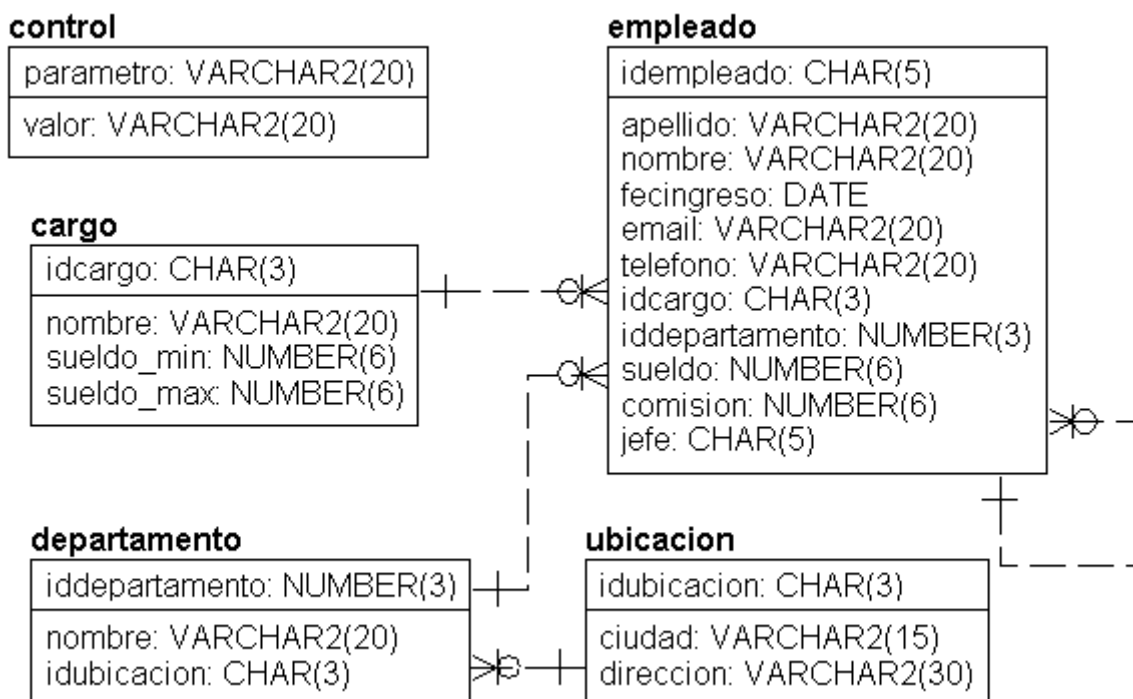 control
parametro: VARCHAR2(20)
valor: VARCHAR2(20)
cargo
idcargo: CHAR(3)
nombre: VARCHAR2(20)
sueldo_min: NUMBER(6)
sueldo_max: NUMBER(6)
empleado
idempleado: CHAR(5)
apellido: VARCHAR2(20)
nombre: VARCHAR2(20)
fecingreso: DATE
email: VARCHAR2(20)
telefono: VARCHAR2(20)
idcargo: CHAR(3)
iddepartamento: NUMBER(3)
sueldo: NUMBER(6)
comision: NUMBER(6)
jefe: CHAR(5)
departamento
iddepartamento: NUMBER(3)
nombre: VARCHAR2(20)
idubicacion: CHAR(3)
ubicacion
idubicacion: CHAR(3)
ciudad: VARCHAR2(15)
direccion: VARCHAR2(30)